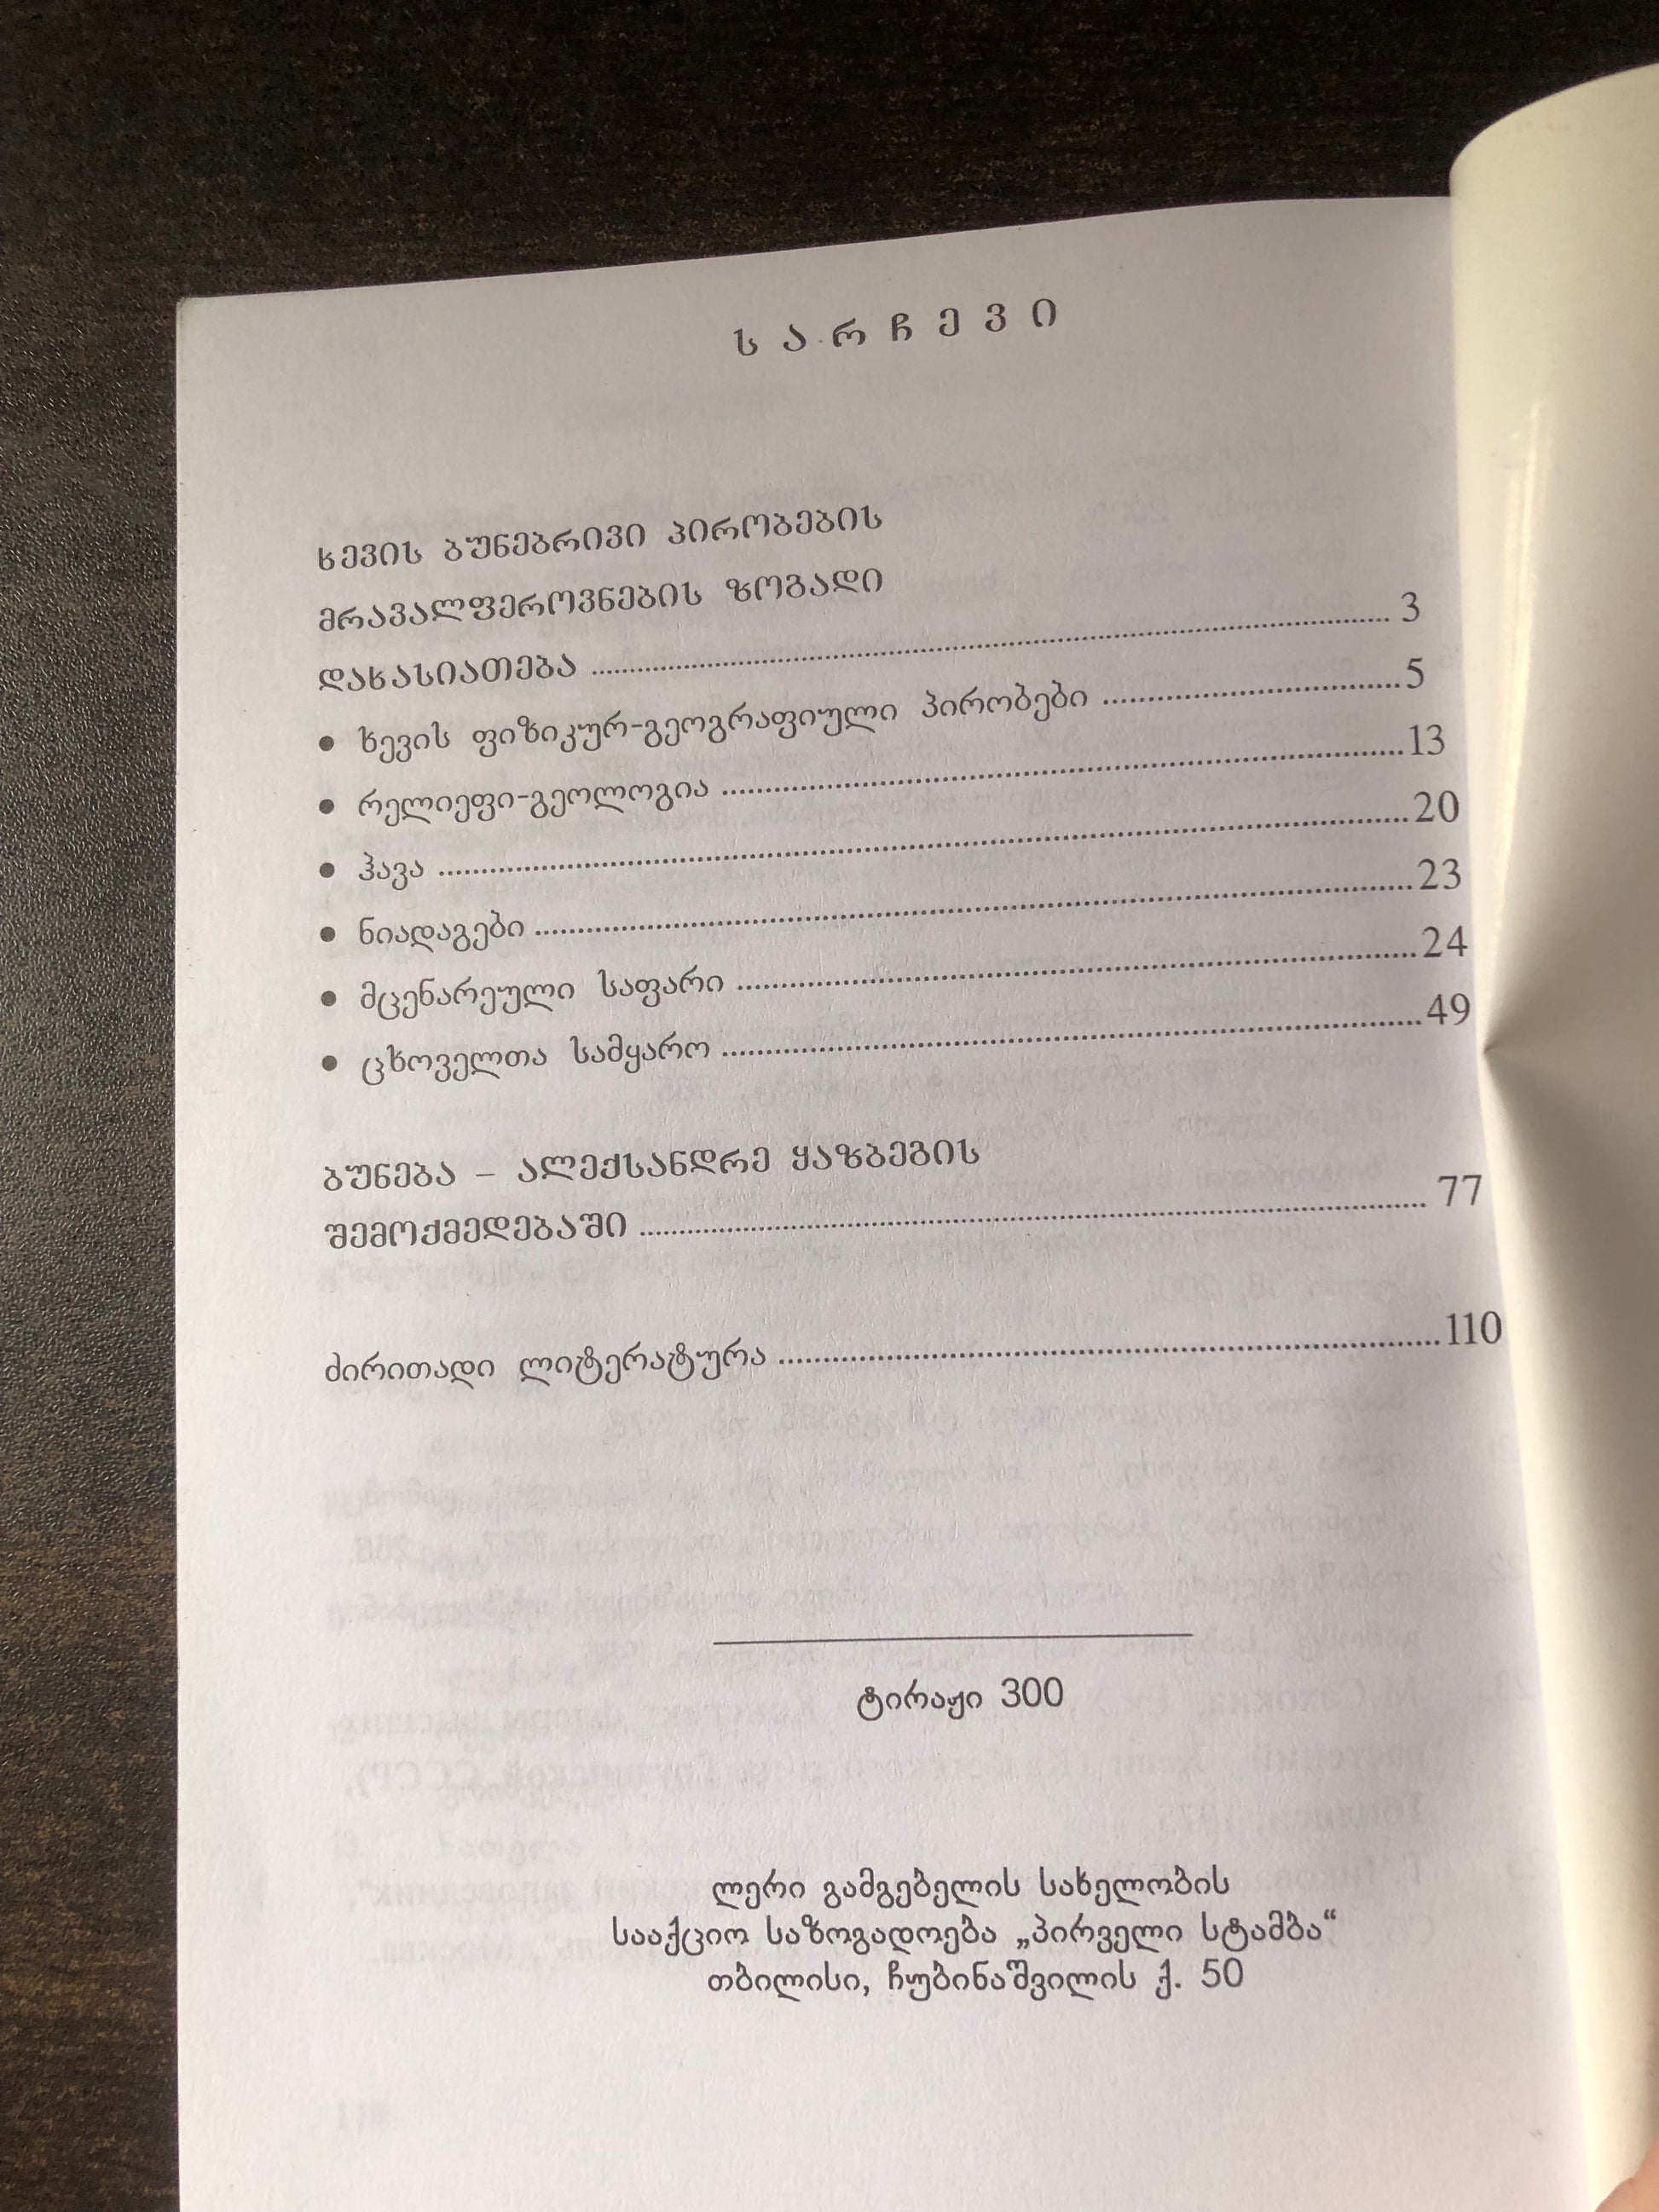 სარჩევი
ხევის ბუნებრივი პირობების
მრავალფეროვნების ზოგადი
დახასიათება ........ 3
• ხევის ფიზიკურ-გეოგრაფიული პირობები ........ 5
• რელიეფი-გეოლოგია ........ 13
• ჰავა ........ 20
• ნიადაგები ........ 23
• მცენარეული საფარი ........ 24
• ცხოველთა სამყარო ........ 49
ბუნება – ალექსანდრე ყაზბეგის
შემოქმედებაში ........ 77
ძირითადი ლიტერატურა ........ 110
ტირაჟი 300
ლერი გამგებელის სახელობის
სააქციო საზოგადოება „პირველი სტამბა“
თბილისი, ჩუბინაშვილის ქ. 50